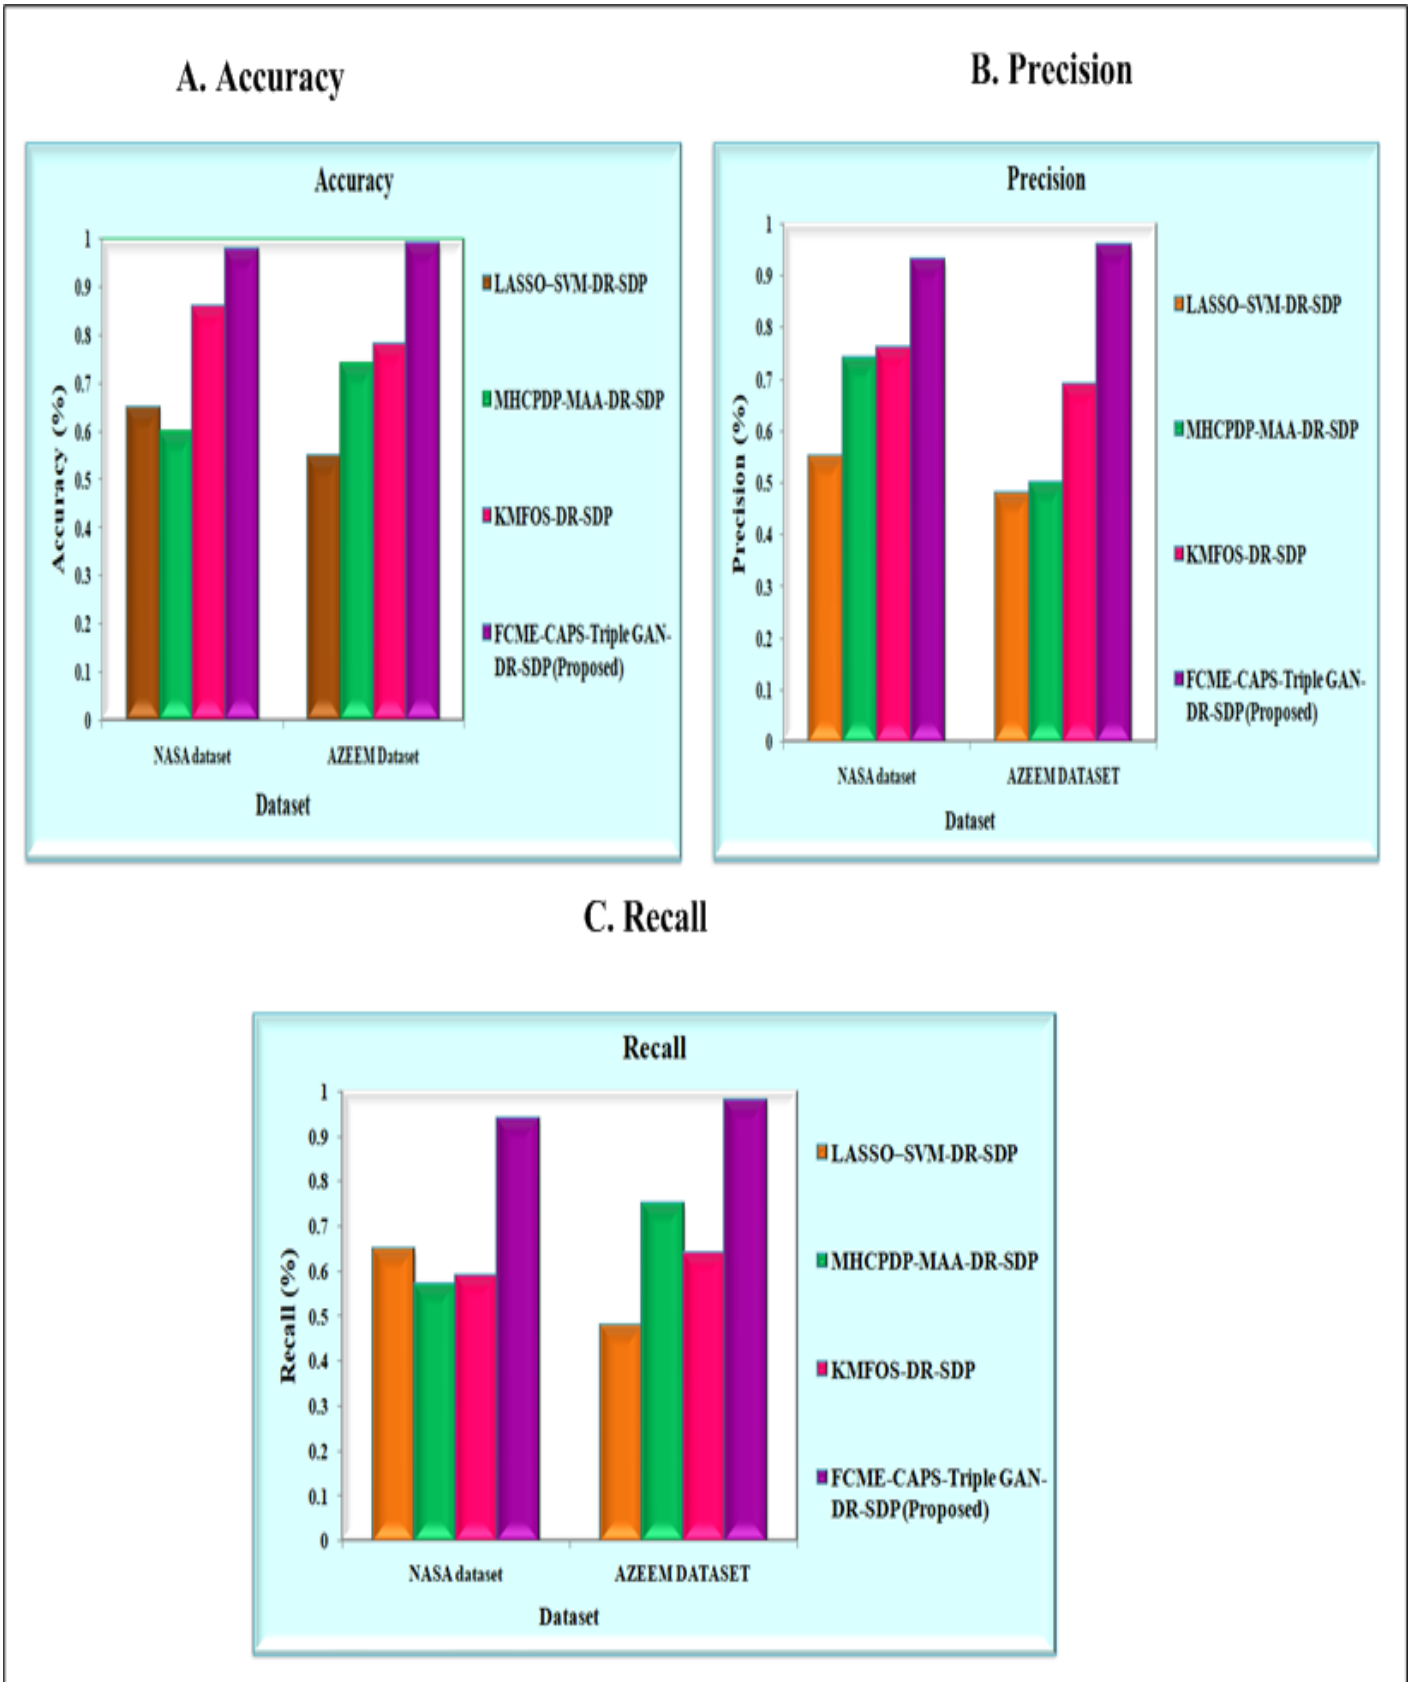 A. Accuracy
B. Precision
Accuracy
1
0.9
0.8
0.7
0.6
0.5
0.4
0.3
0.2
0.1
0
Accuracy (%)
NASA dataset
AZEEM Dataset
Dataset
LASSO–SVM-DR-SDP
MHCPDP-MAA-DR-SDP
KMFOS-DR-SDP
FCME-CAPS-Triple GAN-
DR-SDP(Proposed)
Precision
1
0.9
0.8
0.7
0.6
0.5
0.4
0.3
0.2
0.1
0
Precision (%)
NASA dataset
AZEEM DATASET
Dataset
LASSO–SVM-DR-SDP
MHCPDP-MAA-DR-SDP
KMFOS-DR-SDP
FCME-CAPS-Triple GAN-
DR-SDP(Proposed)
C. Recall
Recall
1
0.9
0.8
0.7
0.6
0.5
0.4
0.3
0.2
0.1
0
Recall (%)
NASA dataset
AZEEM DATASET
Dataset
LASSO–SVM-DR-SDP
MHCPDP-MAA-DR-SDP
KMFOS-DR-SDP
FCME-CAPS-Triple GAN-
DR-SDP(Proposed)